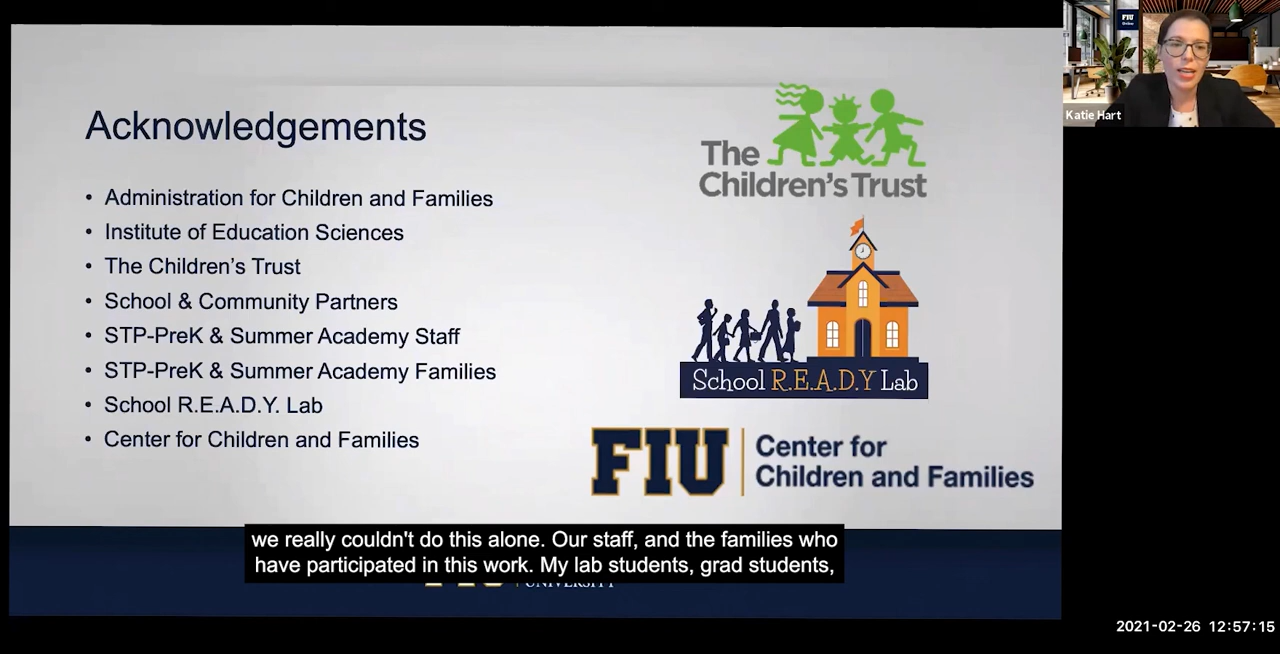 Acknowledgements
• Administration for Children and Families
• Institute of Education Sciences
• The Children's Trust
• School & Community Partners
• STP-PreK & Summer Academy Staff
• STP-PreK & Summer Academy Families
• School R.E.A.D.Y. Lab
• Center for Children and Families
The
Children's Trust
School R.E.A.D.Y Lab
FIU
Center for
Children and Families
we really couldn't do this alone. Our staff, and the families who
have participated in this work. My lab students, grad students,
FIU
Katie Hart
2021-02-26 12:57:15